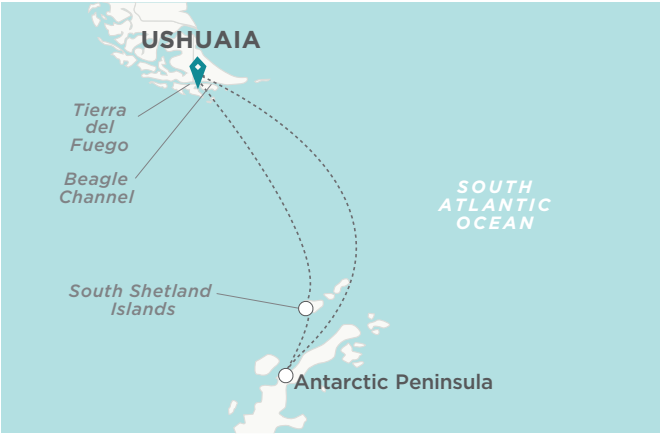 USHUAIA
Tierra
del
Fuego
Beagle
Channel
SOUTH
ATLANTIC
OCEAN
South Shetland
Islands
Antarctic Peninsula